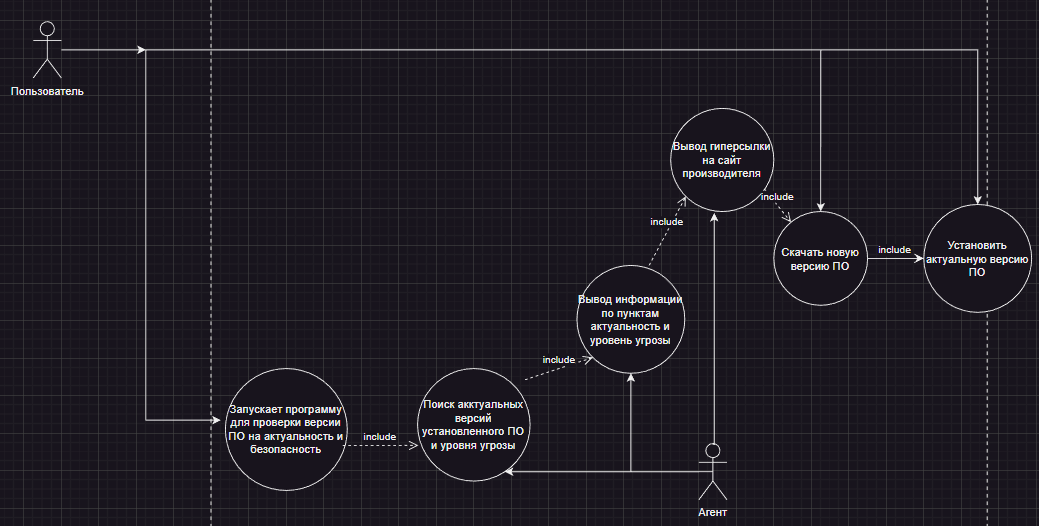 Пользователь
Вывод гиперсылки
на сайт
производителя
include
include
Скачать новую
версию ПО
include
Установить
актуальную версию
ПО
Вывод информации
по пунктам
актуальность и
уровень угрозы
include
Запускает программу
для проверки версии
ПО на актуальность и
безопасность
include
Поиск акктуальных
версий
установленного ПО
и уровня угрозы
Агент